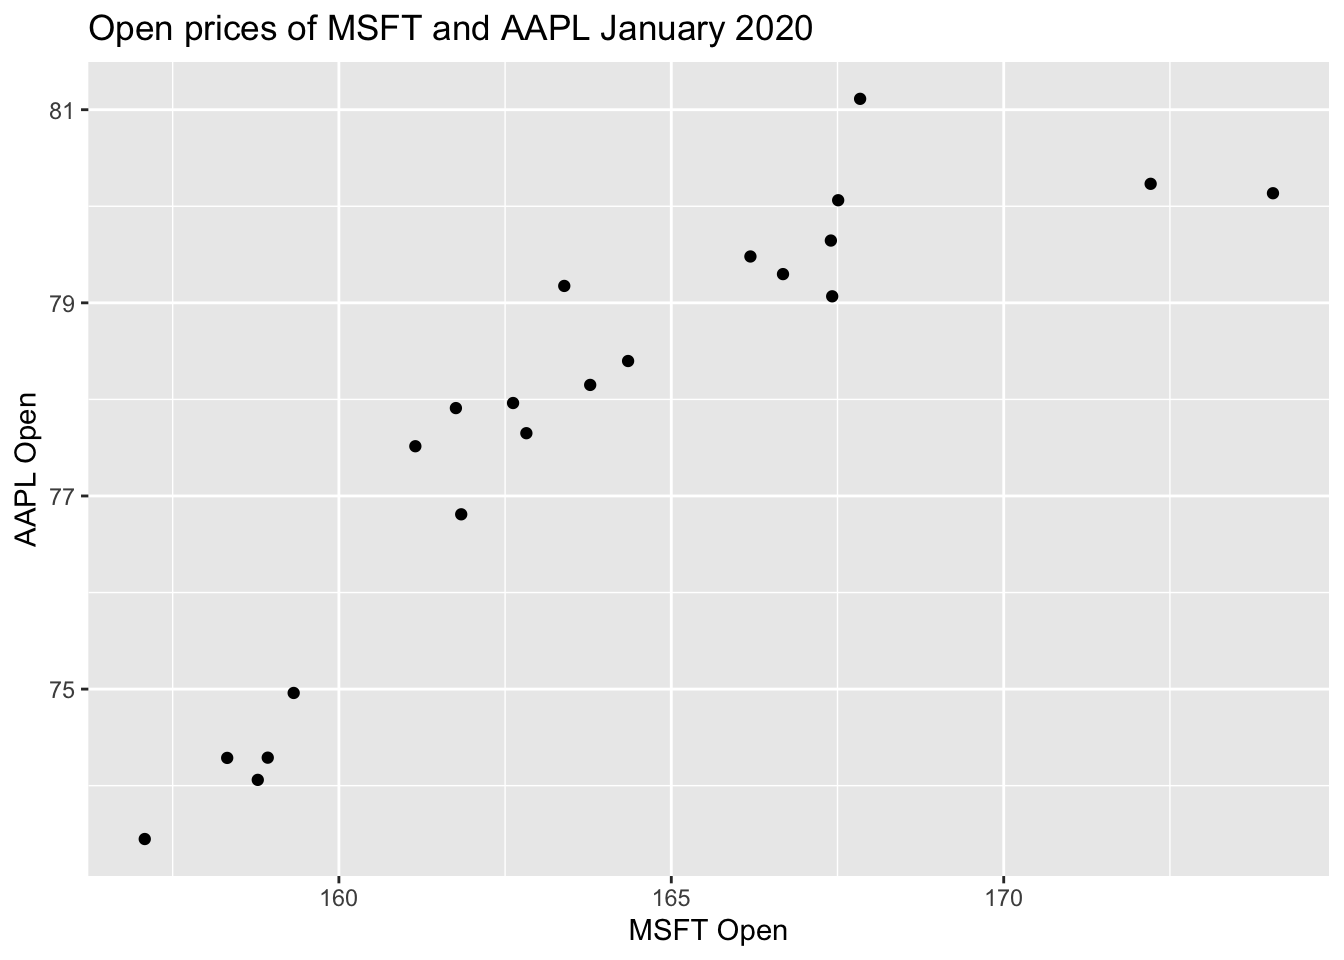 Open prices of MSFT and AAPL January 2020
81
79
77
75
AAPL Open
160 165 170
MSFT Open